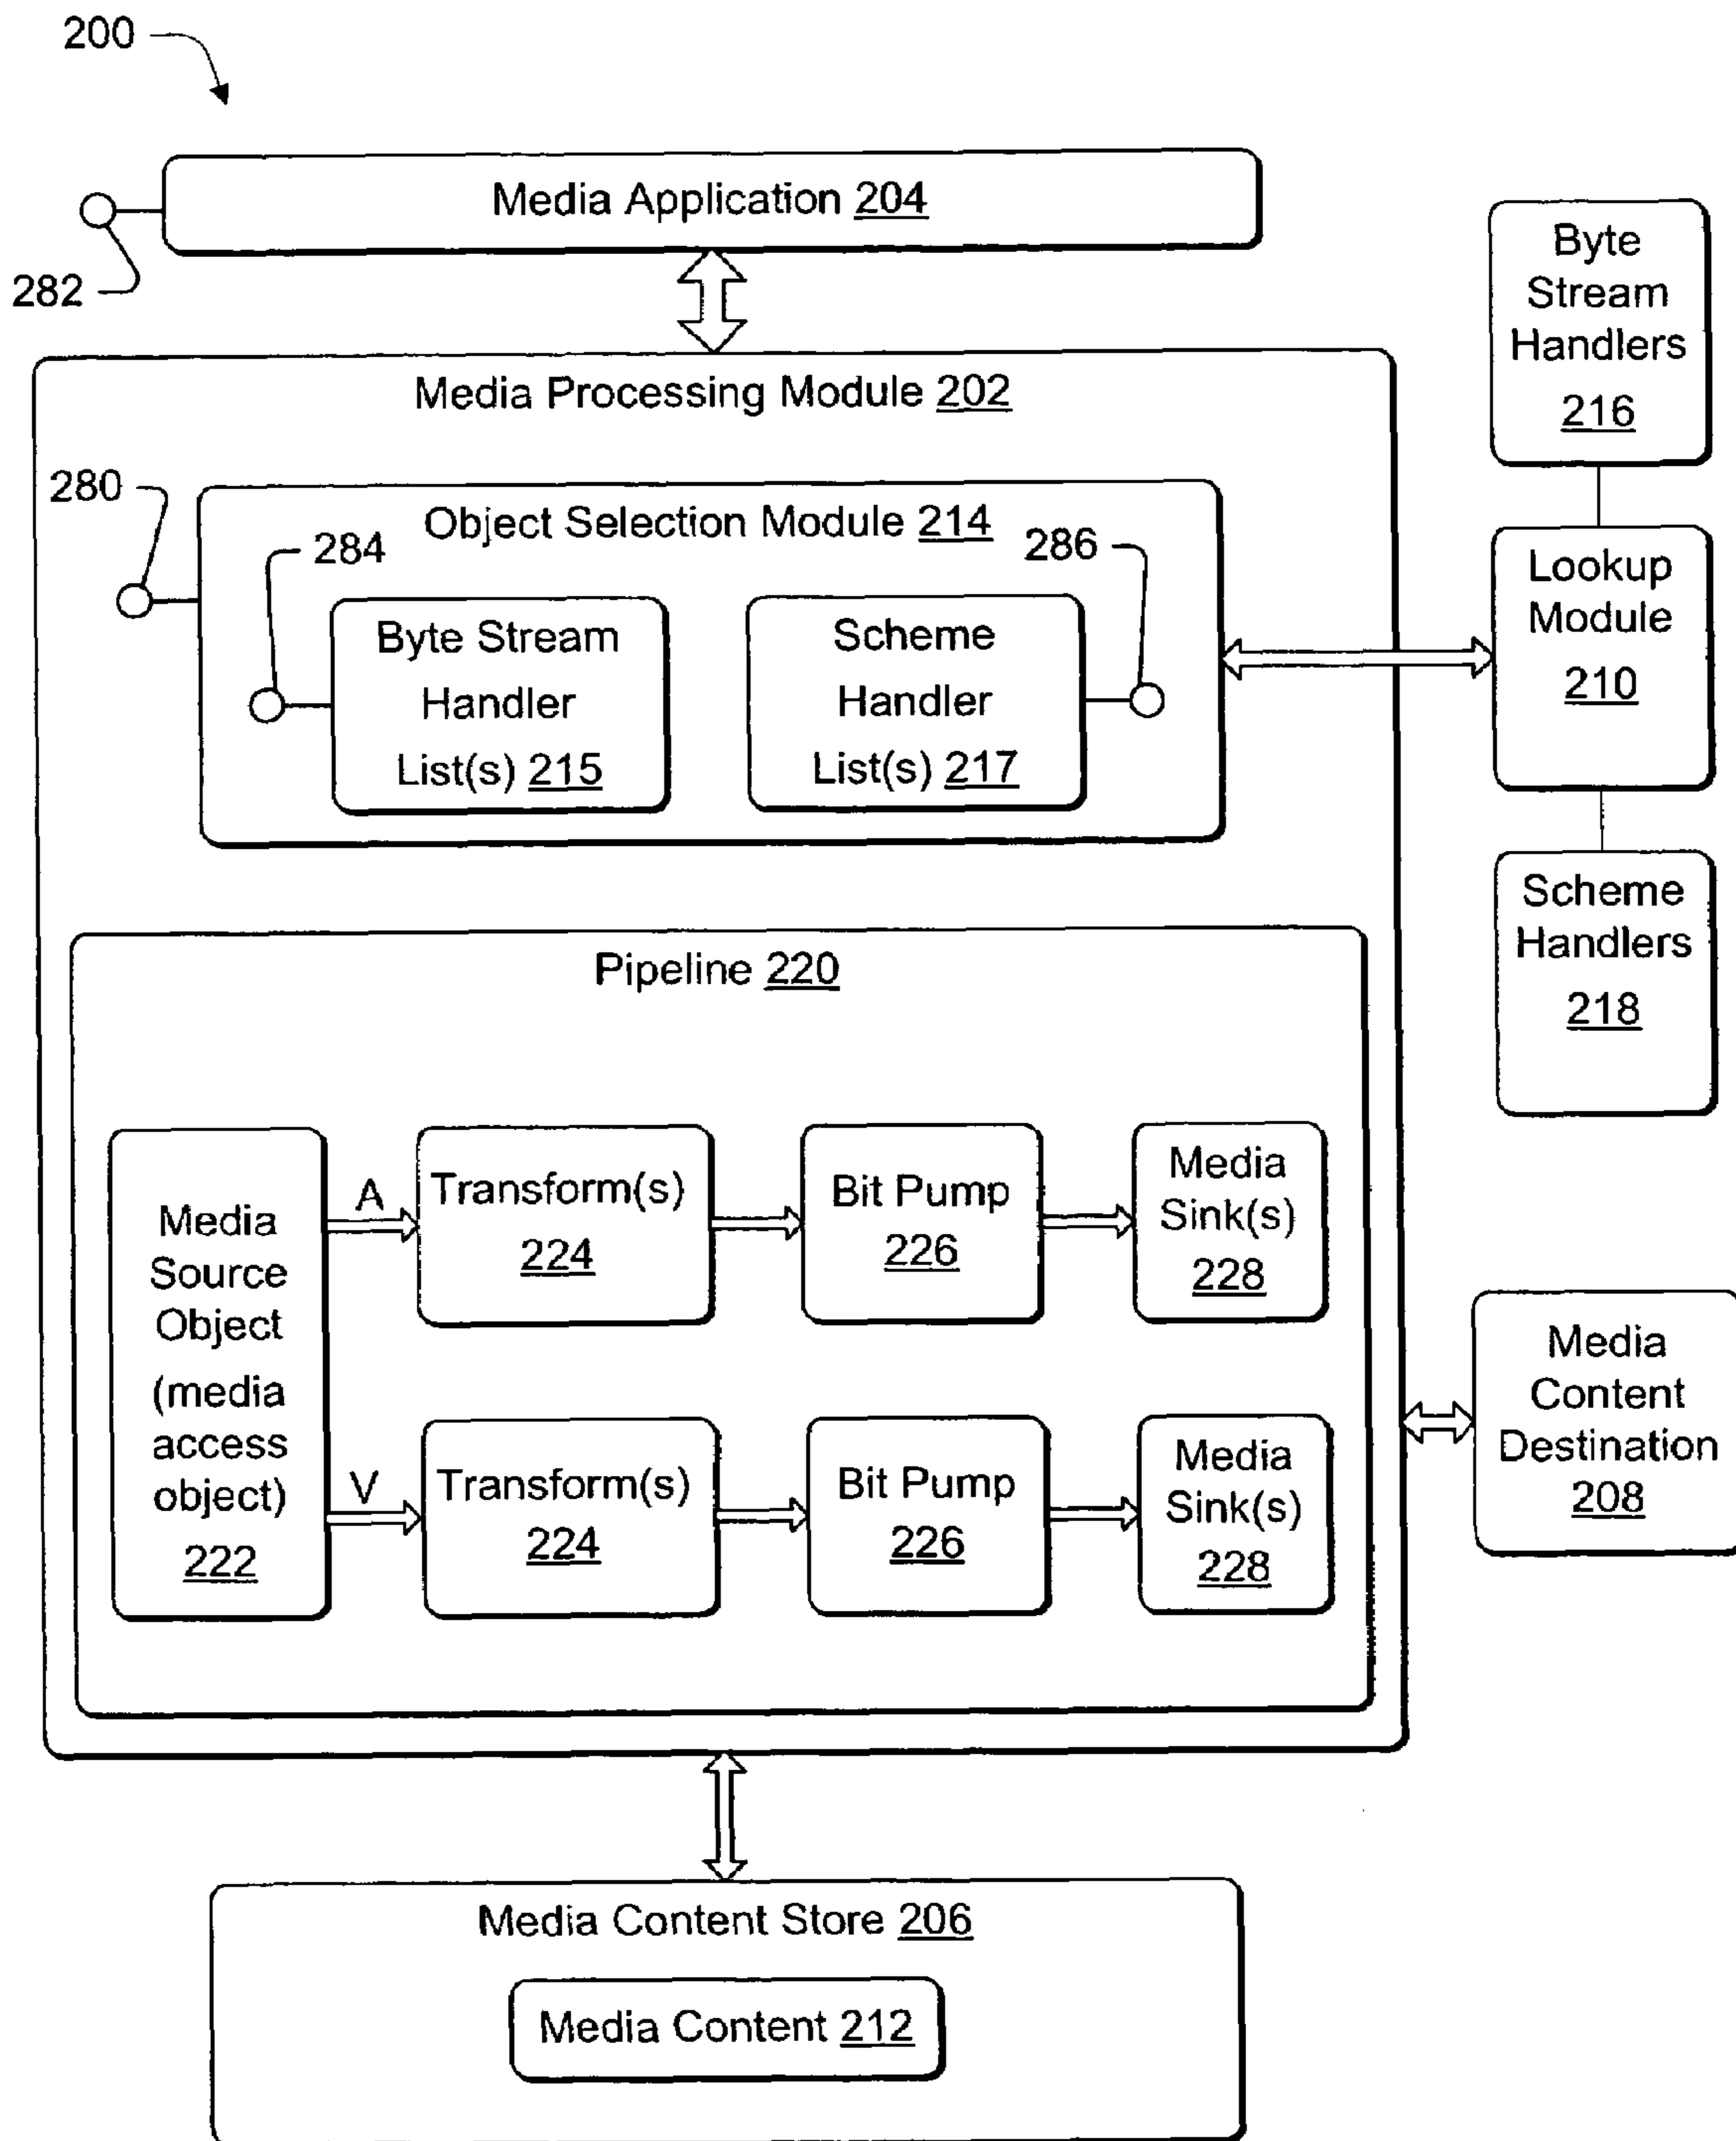 200
Media Application 204
282
Byte
Stream
Handlers
216
Media Processing Module 202
280
Object Selection Module 214
284
286
Byte Stream
Handler
List(s) 215
Scheme
Handler
List(s) 217
Lookup
Module
210
Scheme
Handlers
218
Pipeline 220
Media
Source
Object
(media
access
object)
222
A
Transform(s)
224
Bit Pump
226
Media
Sink(s)
228
V
Transform(s)
224
Bit Pump
226
Media
Sink(s)
228
Media
Content
Destination
208
Media Content Store 206
Media Content 212